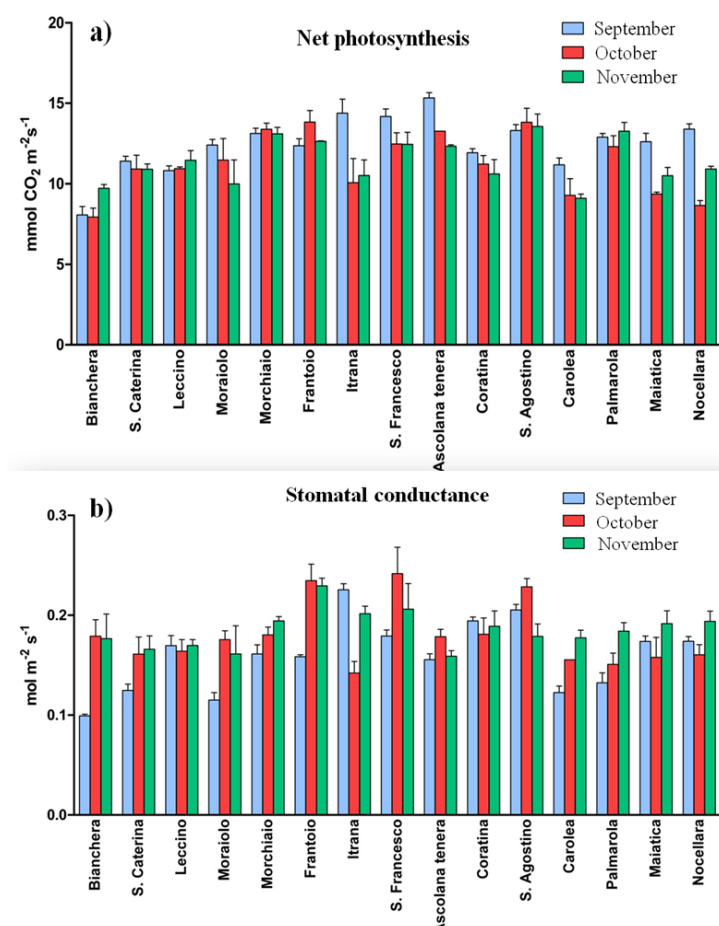 a)
Net photosynthesis
September
October
November
mmol CO₂ m⁻²s⁻¹
20
15
10
5
0
Bianchera
S. Caterina
Leccino
Moraiolo
Morchiaio
Frantoio
Itrana
S. Francesco
Ascolana tenera
Coratina
S. Agostino
Carolea
Palmarola
Maiatica
Nocellara
b)
Stomatal conductance
September
October
November
mol m⁻² s⁻¹
0.3
0.2
0.1
0.0
Bianchera
S. Caterina
Leccino
Moraiolo
Morchiaio
Frantoio
Itrana
S. Francesco
Ascolana tenera
Coratina
S. Agostino
Carolea
Palmarola
Maiatica
Nocellara